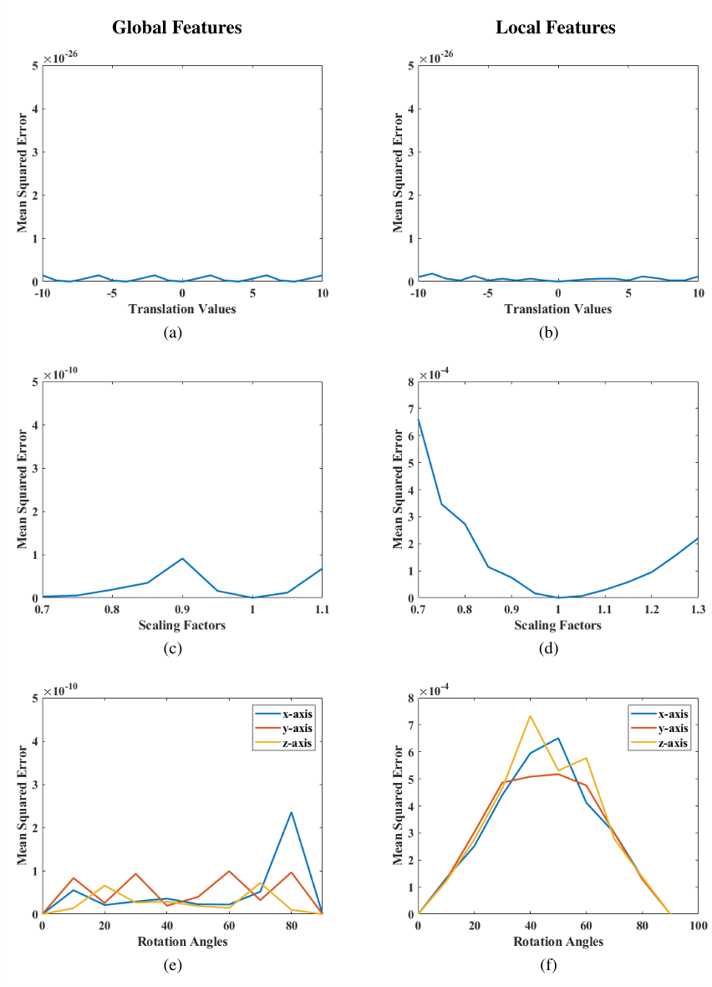 Global Features
Local Features
×10-26
5
4
3
2
1
0
Mean Squared Error
-10 -5 0 5 10
Translation Values
(a)
×10-26
5
4
3
2
1
0
Mean Squared Error
-10 -5 0 5 10
Translation Values
(b)
×10-10
5
4
3
2
1
0
Mean Squared Error
0.7 0.8 0.9 1 1.1
Scaling Factors
(c)
×10-4
8
7
6
5
4
3
2
1
0
Mean Squared Error
0.7 0.8 0.9 1 1.1 1.2 1.3
Scaling Factors
(d)
×10-10
5
4
3
2
1
0
Mean Squared Error
x-axis
y-axis
z-axis
0 20 40 60 80
Rotation Angles
(e)
×10-4
8
7
6
5
4
3
2
1
0
Mean Squared Error
x-axis
y-axis
z-axis
0 20 40 60 80 100
Rotation Angles
(f)